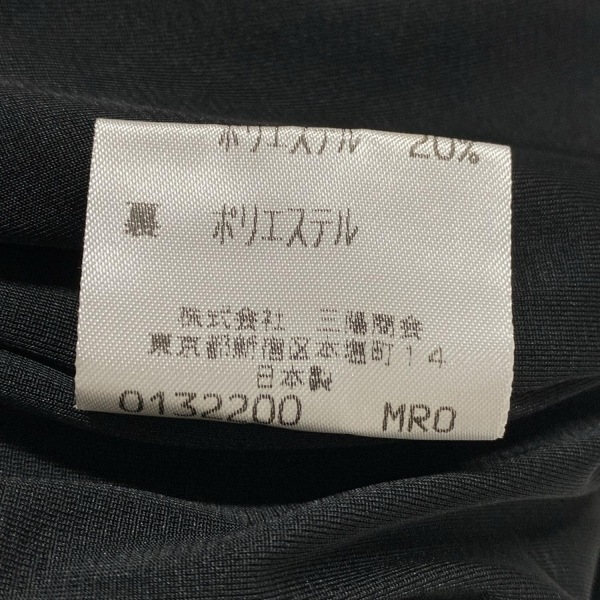 ポリエステル 20%
裏 ポリエステル
株式会社 三陽商会
東京都新宿区本塩町14
日本製
0132200 MRO